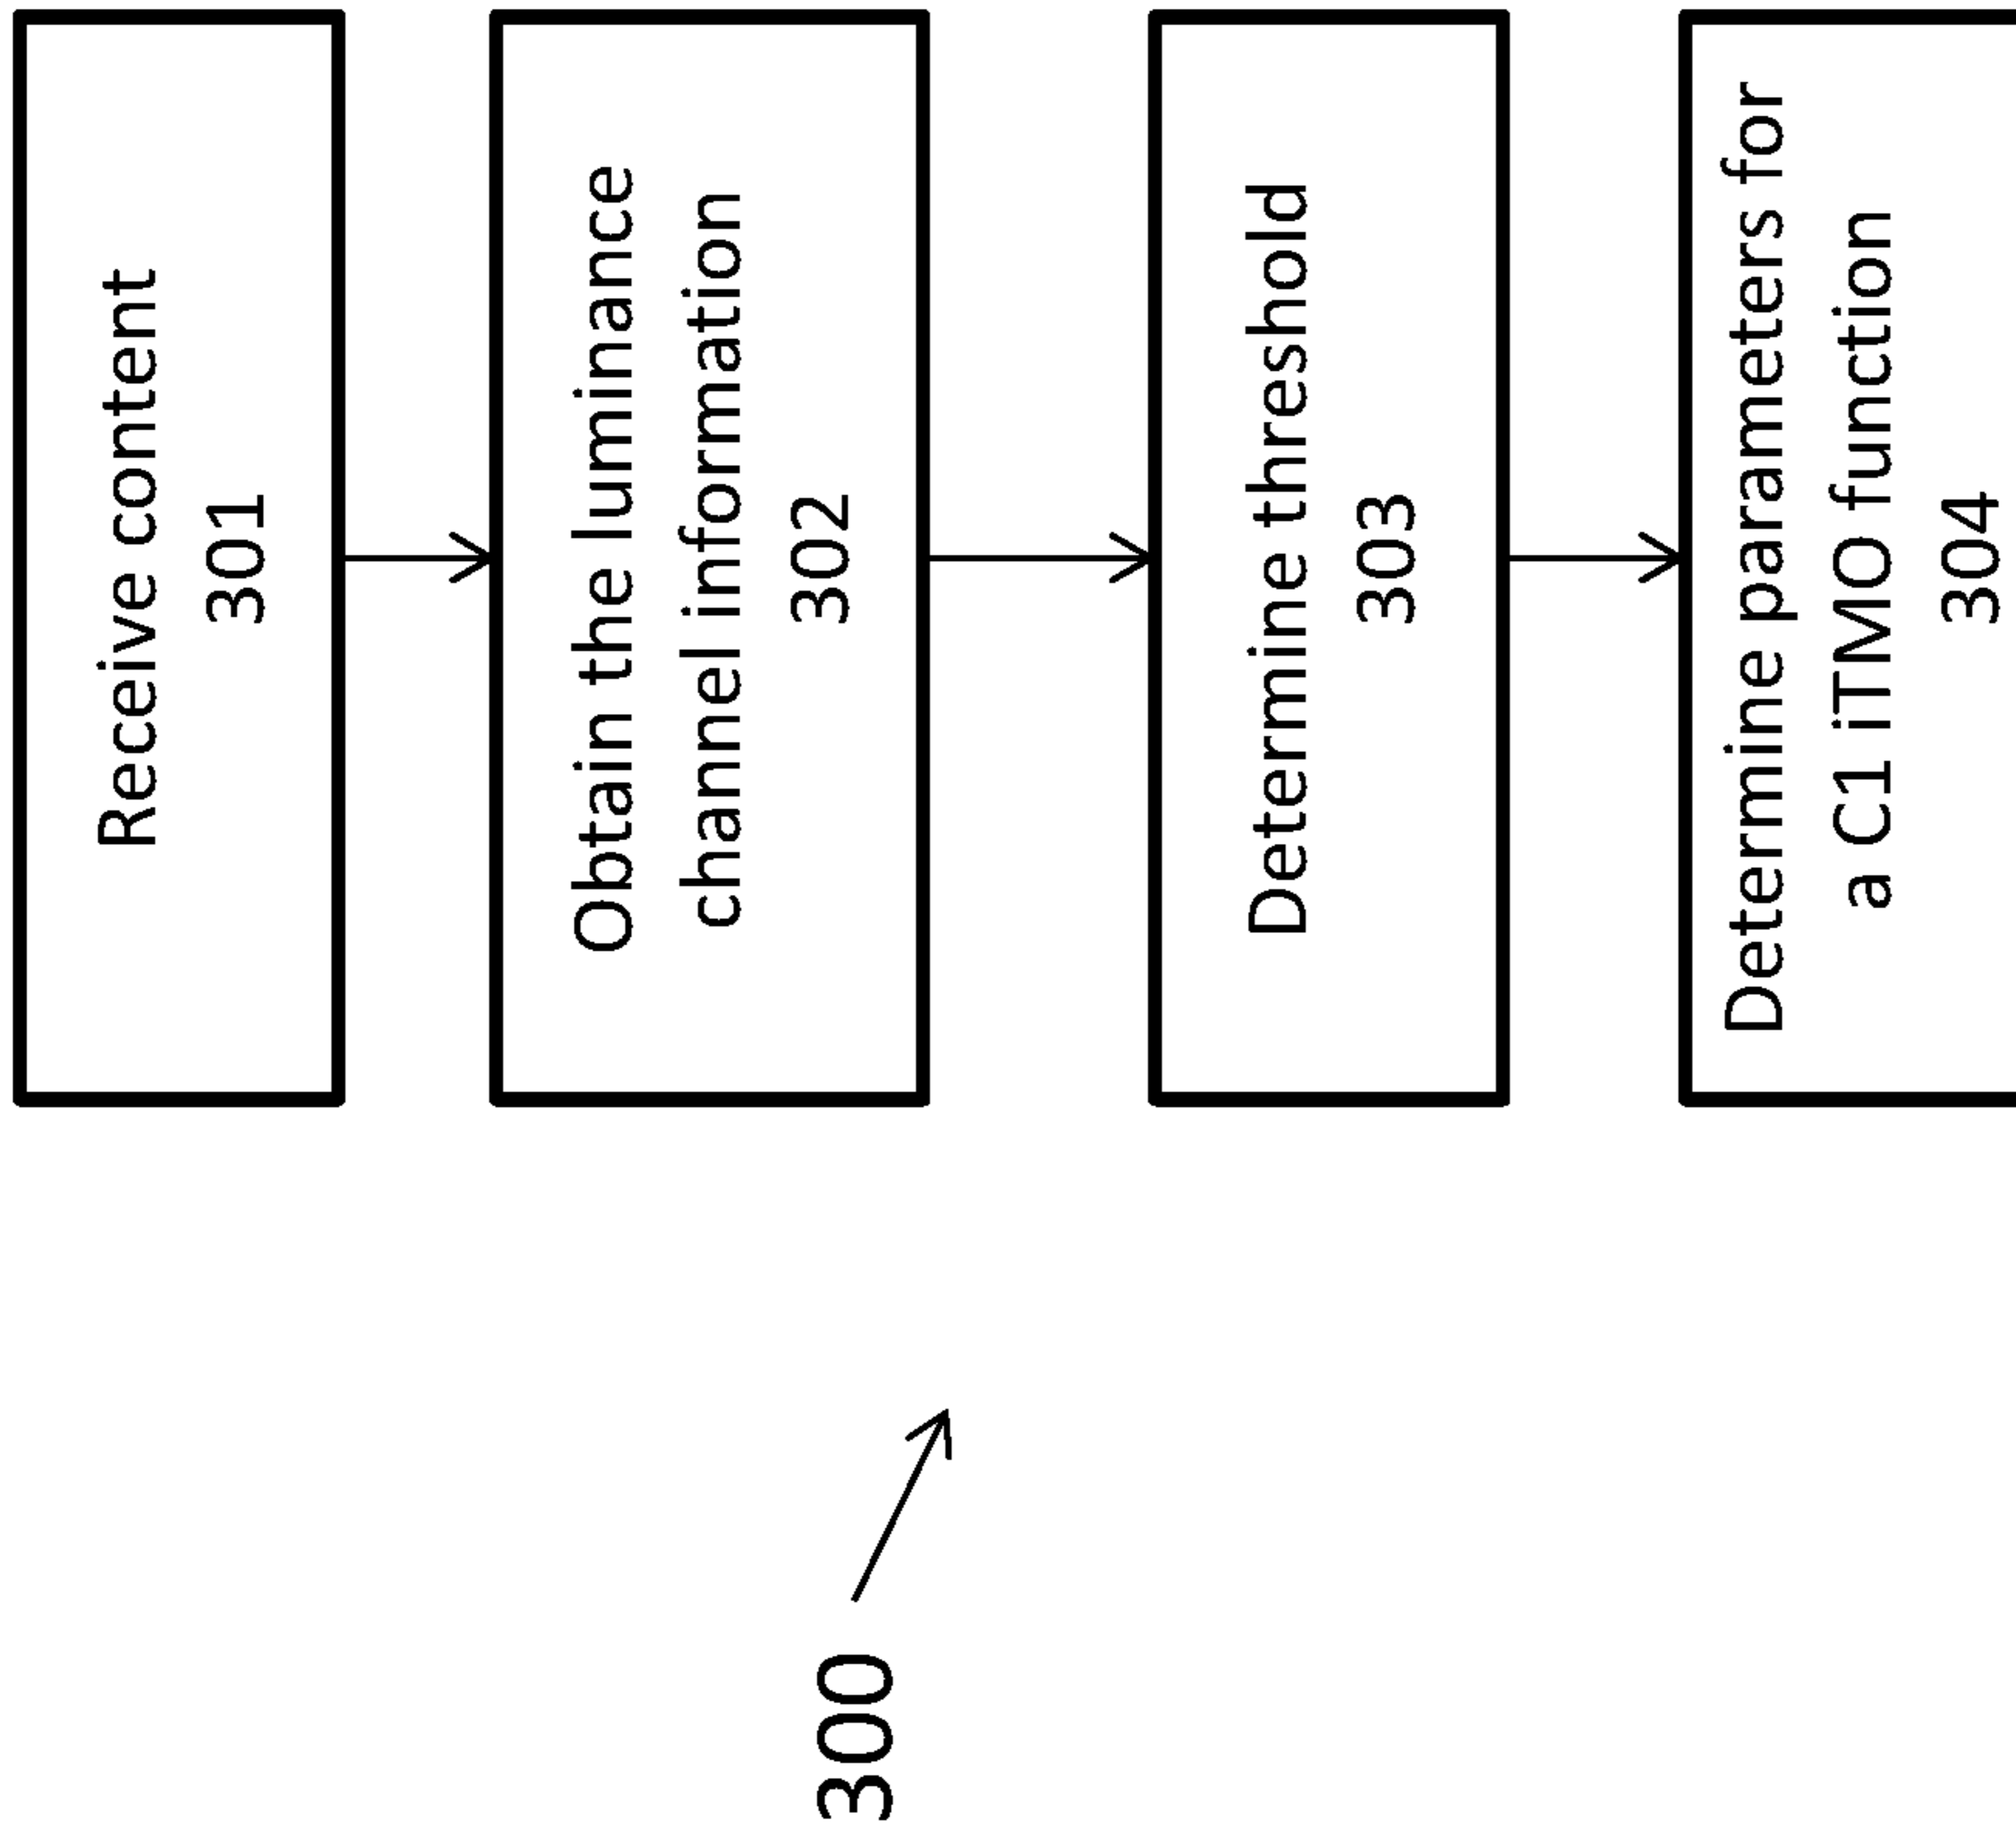 Receive content
301
Obtain the luminance
channel information
302
Determine threshold
303
Determine parameters for
a C1 iTMO function
304
300